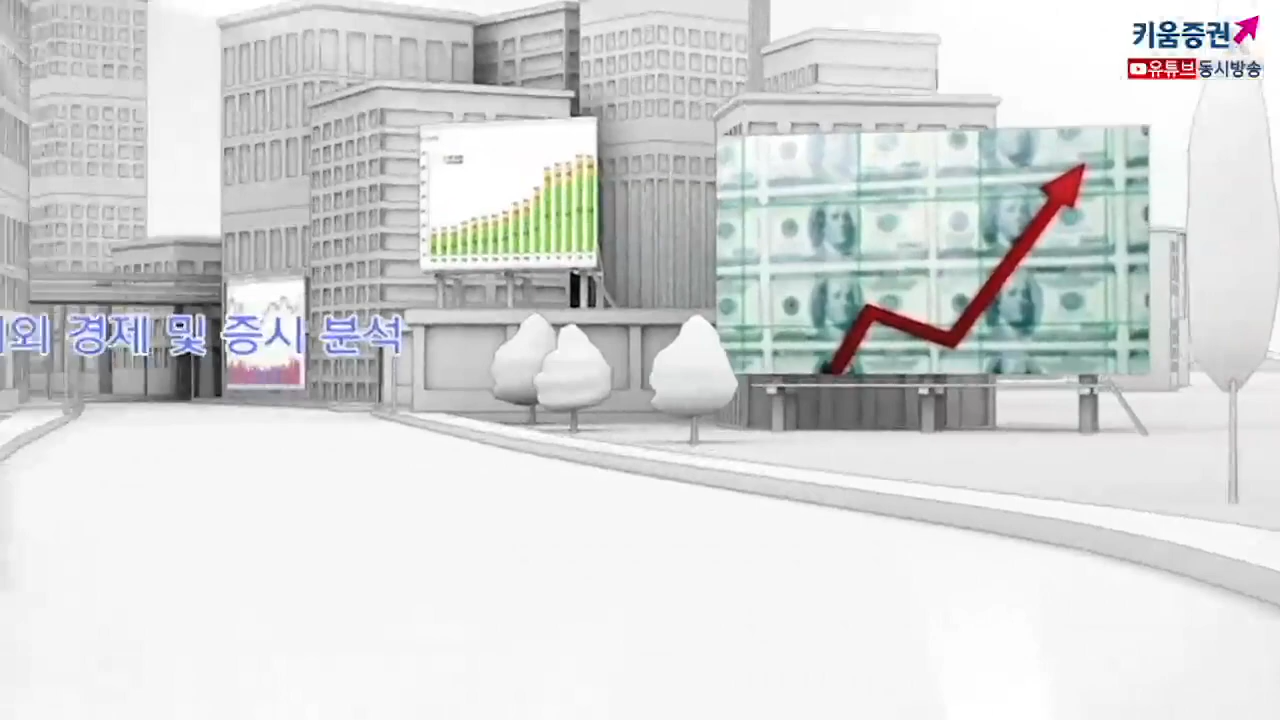 키움증권
유튜브동시방송
외 경제 및 증시 분석